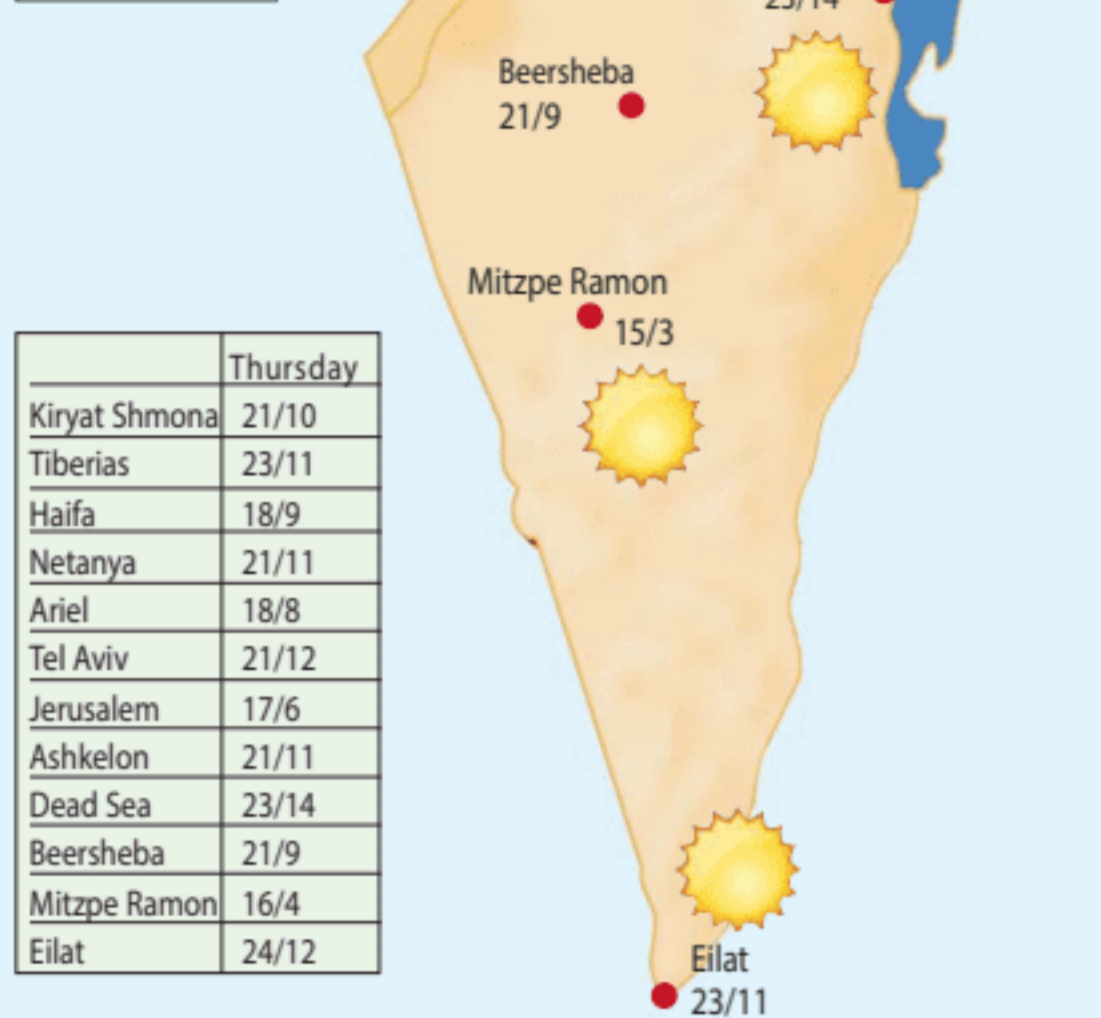 Beersheba
21/9
Mitzpe Ramon
15/3
Thursday
Kiryat Shmona 21/10
Tiberias 23/11
Haifa 18/9
Netanya 21/11
Ariel 18/8
Tel Aviv 21/12
Jerusalem 17/6
Ashkelon 21/11
Dead Sea 23/14
Beersheba 21/9
Mitzpe Ramon 16/4
Eilat 24/12
Eilat
23/11